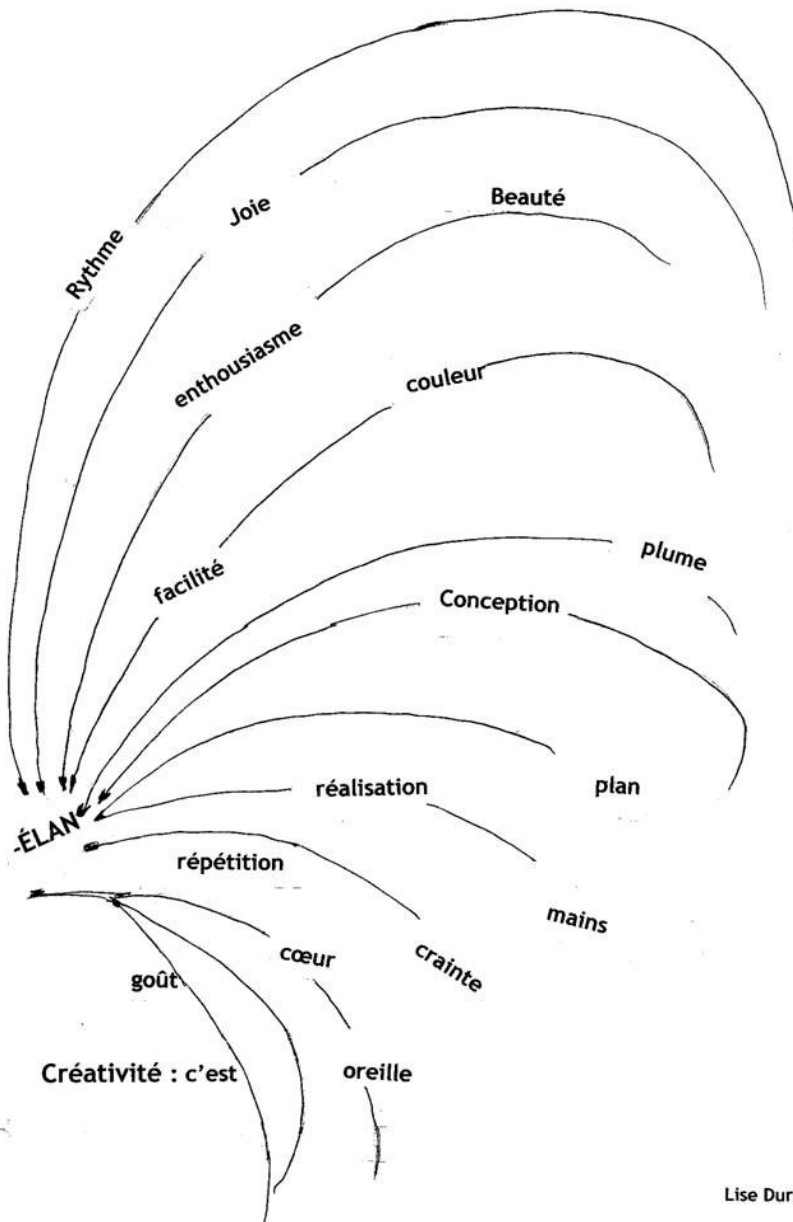 Rythme
Joie
Beauté
enthousiasme
couleur
facilité
plume
Conception
-ÉLAN
réalisation
plan
répétition
mains
cœur
crainte
goût
Créativité : c'est
oreille
Lise Dur